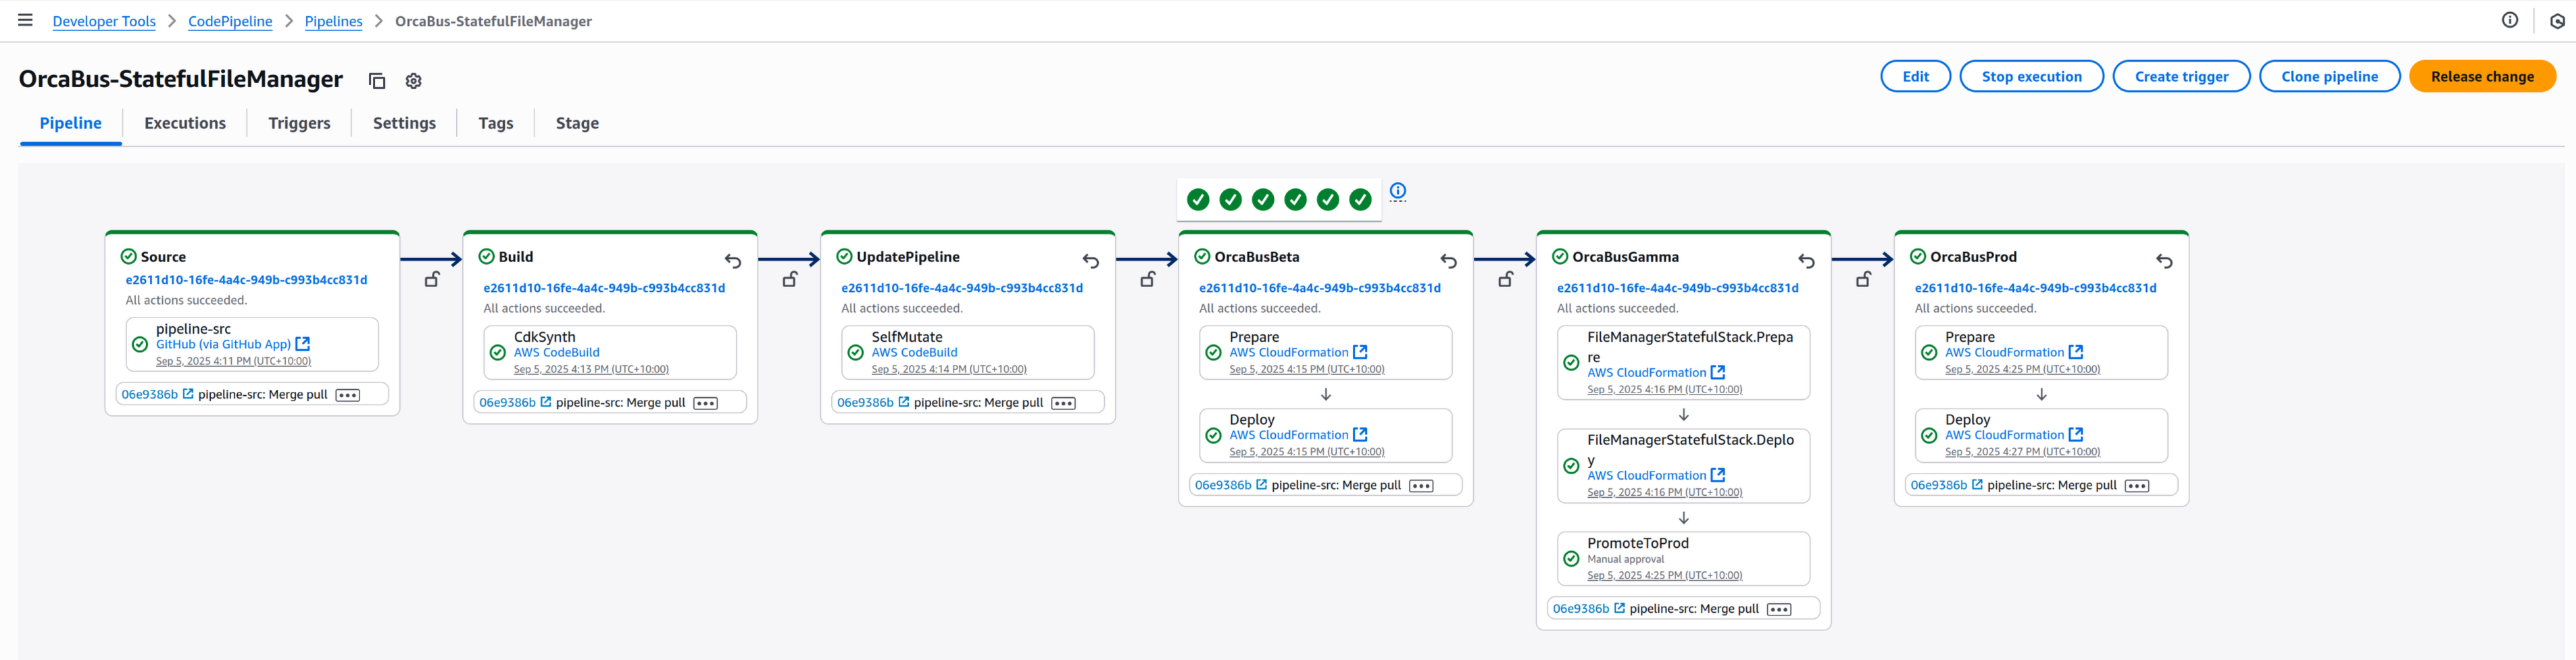 Developer Tools > CodePipeline > Pipelines > OrcaBus-StatefulFileManager
OrcaBus-StatefulFileManager
Edit
Stop execution
Create trigger
Clone pipeline
Release change
Pipeline
Executions
Triggers
Settings
Tags
Stage
Source
e2611d10-16fe-4a4c-949b-c993b4cc831d
All actions succeeded.
pipeline-src
GitHub (via GitHub App)
Sep 5, 2025 4:11 PM (UTC+10:00)
06e9386b pipeline-src: Merge pull
Build
e2611d10-16fe-4a4c-949b-c993b4cc831d
All actions succeeded.
CdkSynth
AWS CodeBuild
Sep 5, 2025 4:13 PM (UTC+10:00)
06e9386b pipeline-src: Merge pull
UpdatePipeline
e2611d10-16fe-4a4c-949b-c993b4cc831d
All actions succeeded.
SelfMutate
AWS CodeBuild
Sep 5, 2025 4:14 PM (UTC+10:00)
06e9386b pipeline-src: Merge pull
OrcaBusBeta
e2611d10-16fe-4a4c-949b-c993b4cc831d
All actions succeeded.
Prepare
AWS CloudFormation
Sep 5, 2025 4:15 PM (UTC+10:00)
Deploy
AWS CloudFormation
Sep 5, 2025 4:15 PM (UTC+10:00)
06e9386b pipeline-src: Merge pull
OrcaBusGamma
e2611d10-16fe-4a4c-949b-c993b4cc831d
All actions succeeded.
FileManagerStatefulStack.Prepa
re
AWS CloudFormation
Sep 5, 2025 4:16 PM (UTC+10:00)
FileManagerStatefulStack.Deplo
y
AWS CloudFormation
Sep 5, 2025 4:16 PM (UTC+10:00)
PromoteToProd
Manual approval
Sep 5, 2025 4:25 PM (UTC+10:00)
06e9386b pipeline-src: Merge pull
OrcaBusProd
e2611d10-16fe-4a4c-949b-c993b4cc831d
All actions succeeded.
Prepare
AWS CloudFormation
Sep 5, 2025 4:25 PM (UTC+10:00)
Deploy
AWS CloudFormation
Sep 5, 2025 4:27 PM (UTC+10:00)
06e9386b pipeline-src: Merge pull